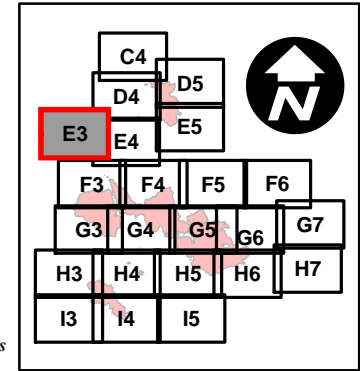 C4
D4 D5
E3 E4 E5
N
F3 F4 F5 F6
G3 G4 G5 G6 G7
H3 H4 H5 H6 H7
I3 I4 I5
s